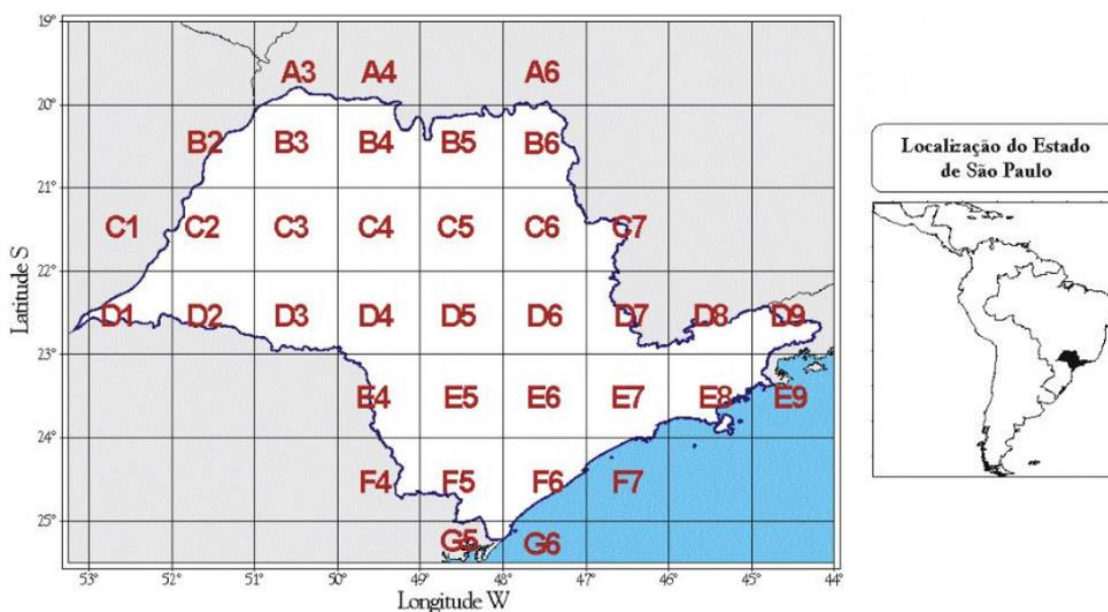 19°
A3 A4 A6
20°
B2 B3 B4 B5 B6
21°
C1 C2 C3 C4 C5 C6 C7
22°
D1 D2 D3 D4 D5 D6 D7 D8 D9
23°
E4 E5 E6 E7 E8 E9
24°
F4 F5 F6 F7
25°
G5 G6
53° 52° 51° 50° 49° 48° 47° 46° 45° 44°
Latitude S
Longitude W
Localização do Estado
de São Paulo